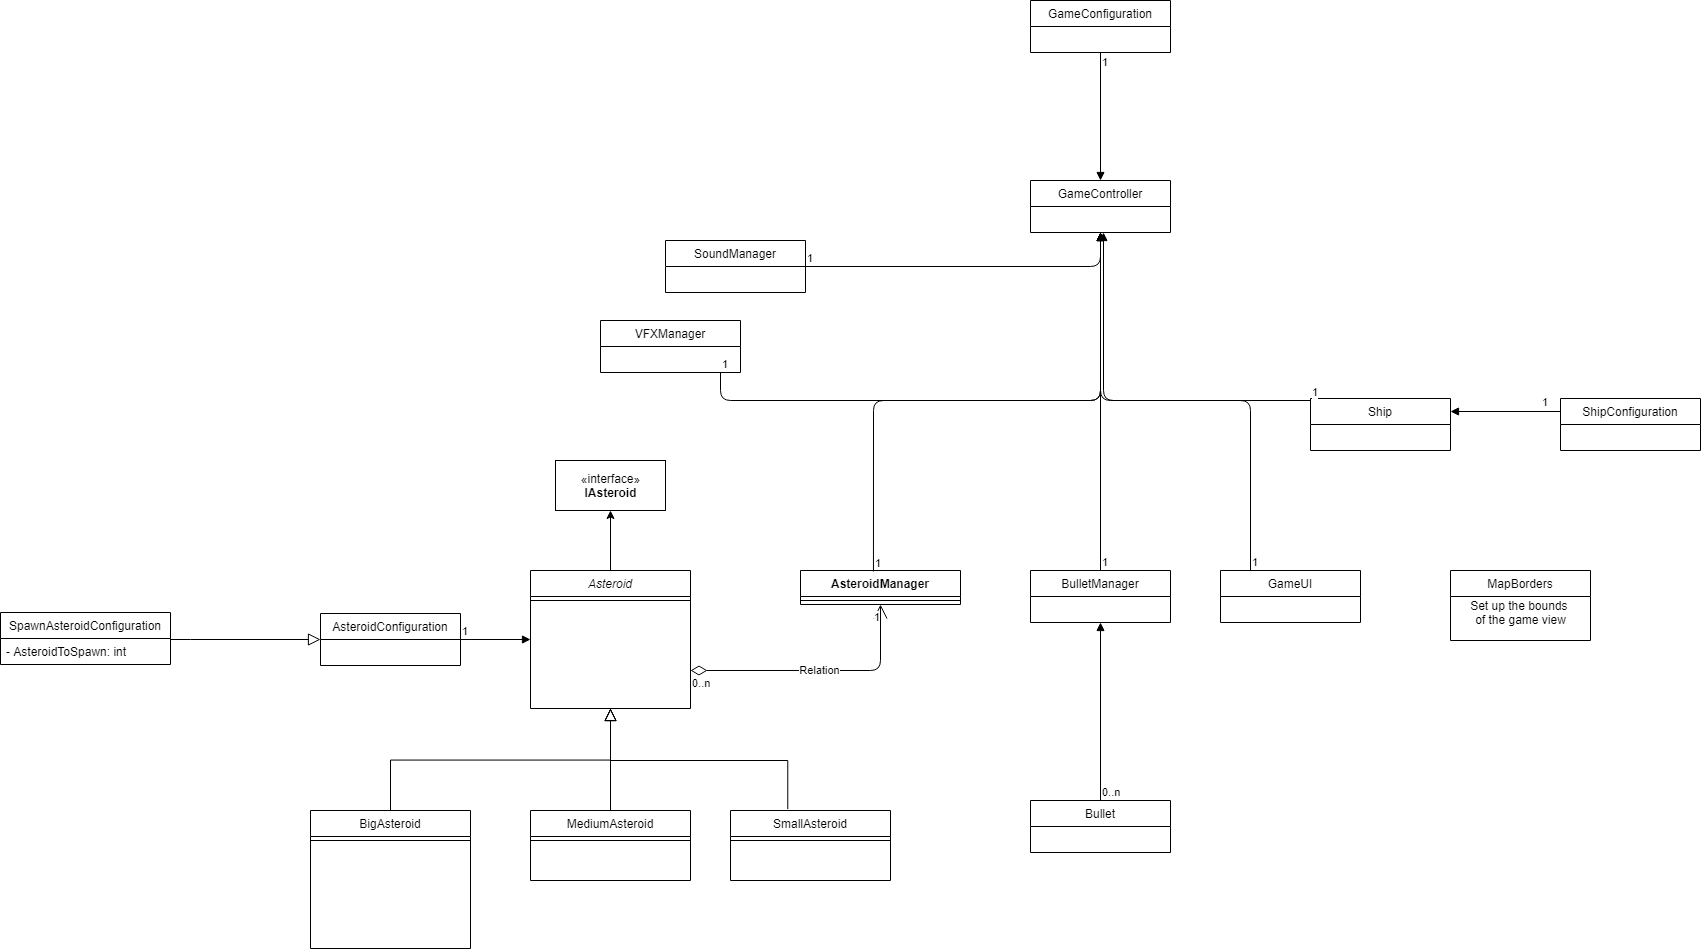 GameConfiguration
1
GameController
SoundManager
1
VFXManager
1
1
Ship
1
ShipConfiguration
«interface»
IAsteroid
Asteroid
1
AsteroidManager
1
1
BulletManager
1
GameUI
MapBorders
Set up the bounds
of the game view
SpawnAsteroidConfiguration
- AsteroidToSpawn: int
AsteroidConfiguration
1
Relation
0..n
BigAsteroid
MediumAsteroid
SmallAsteroid
0..n
Bullet